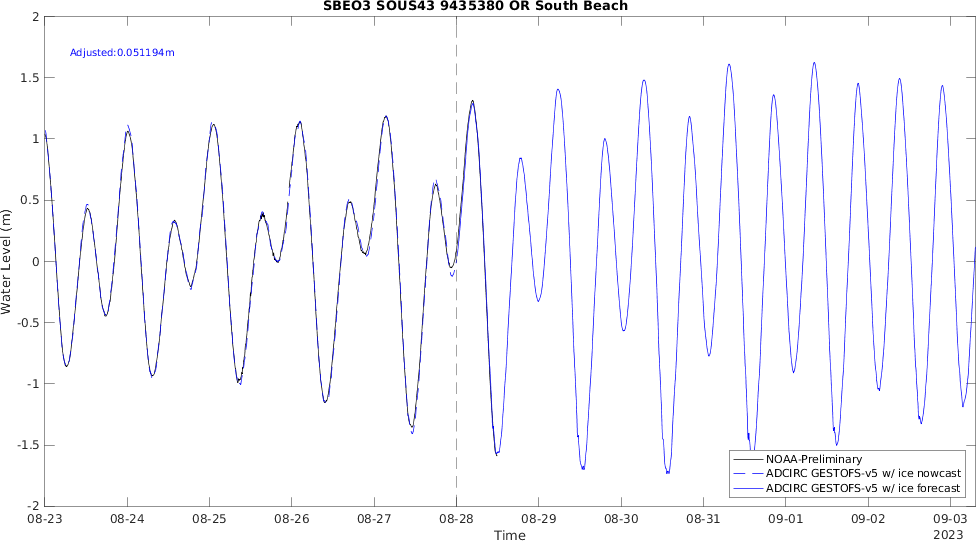 SBEO3 SOUS43 9435380 OR South Beach
Adjusted:0.051194m
Water Level (m)
2
1.5
1
0.5
0
-0.5
-1
-1.5
-2
NOAA-Preliminary
ADCIRC GESTOFS-v5 w/ ice nowcast
ADCIRC GESTOFS-v5 w/ ice forecast
08-23 08-24 08-25 08-26 08-27 08-28 08-29 08-30 08-31 09-01 09-02 09-03
Time
2023